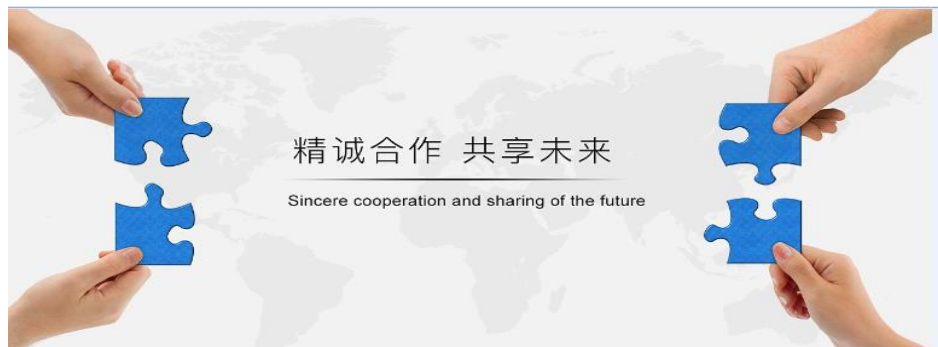 精诚合作 共享未来
Sincere cooperation and sharing of the future